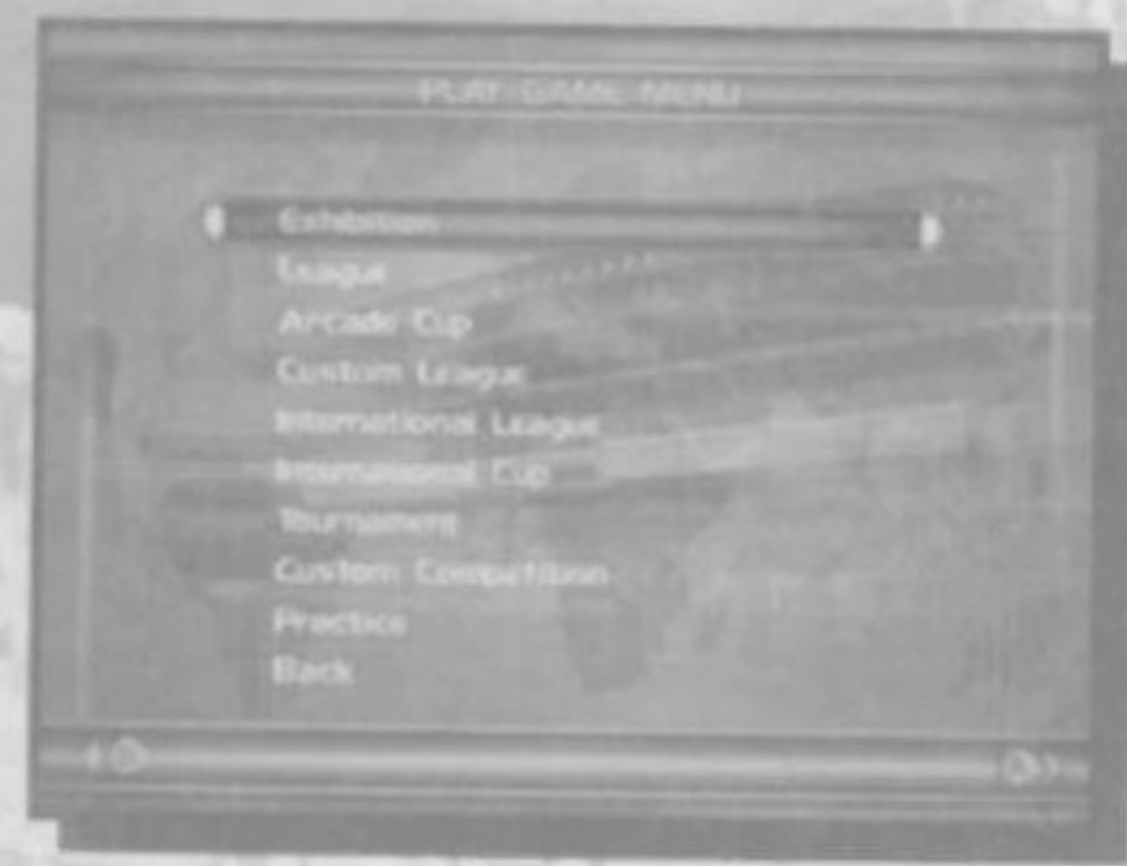 PLAY GAME MENU
Exhibition
League
Arcade Cup
Custom League
International League
International Cup
Tournament
Custom Competition
Practice
Back